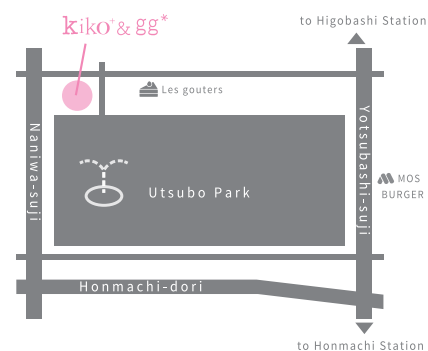 to Higobashi Station
kiko+ & gg*
Les gouters
Naniwa-suji
Yotsubashi-suji
MOS
BURGER
Utsubo Park
Honmachi-dori
to Honmachi Station